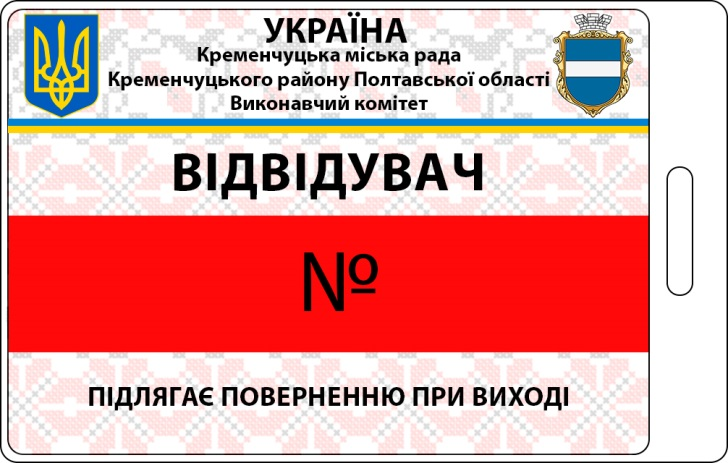 УКРАЇНА
Кременчуцька міська рада
Кременчуцького району Полтавської області
Виконавчий комітет
ВІДВІДУВАЧ
№
ПІДЛЯГАЄ ПОВЕРНЕННЮ ПРИ ВИХОДІ